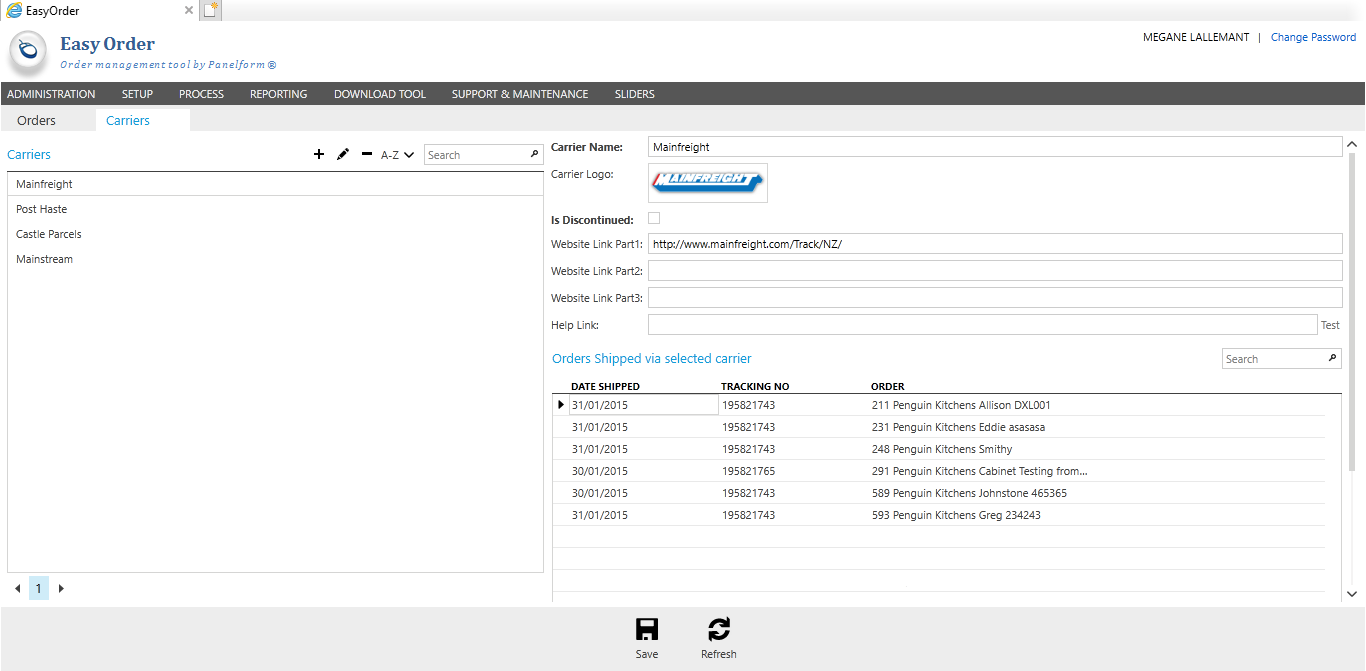 EasyOrder
Easy Order
Order management tool by Panelform ®
MEGANE LALLEMANT | Change Password
ADMINISTRATION SETUP PROCESS REPORTING DOWNLOAD TOOL SUPPORT & MAINTENANCE SLIDERS
Orders Carriers
Carriers A-Z Search
Mainfreight
Post Haste
Castle Parcels
Mainstream
1
Carrier Name: Mainfreight
Carrier Logo: MAINFREIGHT
Is Discontinued:
Website Link Part1: http://www.mainfreight.com/Track/NZ/
Website Link Part2:
Website Link Part3:
Help Link: Test
Orders Shipped via selected carrier Search
DATE SHIPPED TRACKING NO ORDER
31/01/2015 195821743 211 Penguin Kitchens Allison DXL001
31/01/2015 195821743 231 Penguin Kitchens Eddie asasasa
31/01/2015 195821743 248 Penguin Kitchens Smithy
30/01/2015 195821765 291 Penguin Kitchens Cabinet Testing from...
30/01/2015 195821743 589 Penguin Kitchens Johnstone 465365
31/01/2015 195821743 593 Penguin Kitchens Greg 234243
Save Refresh